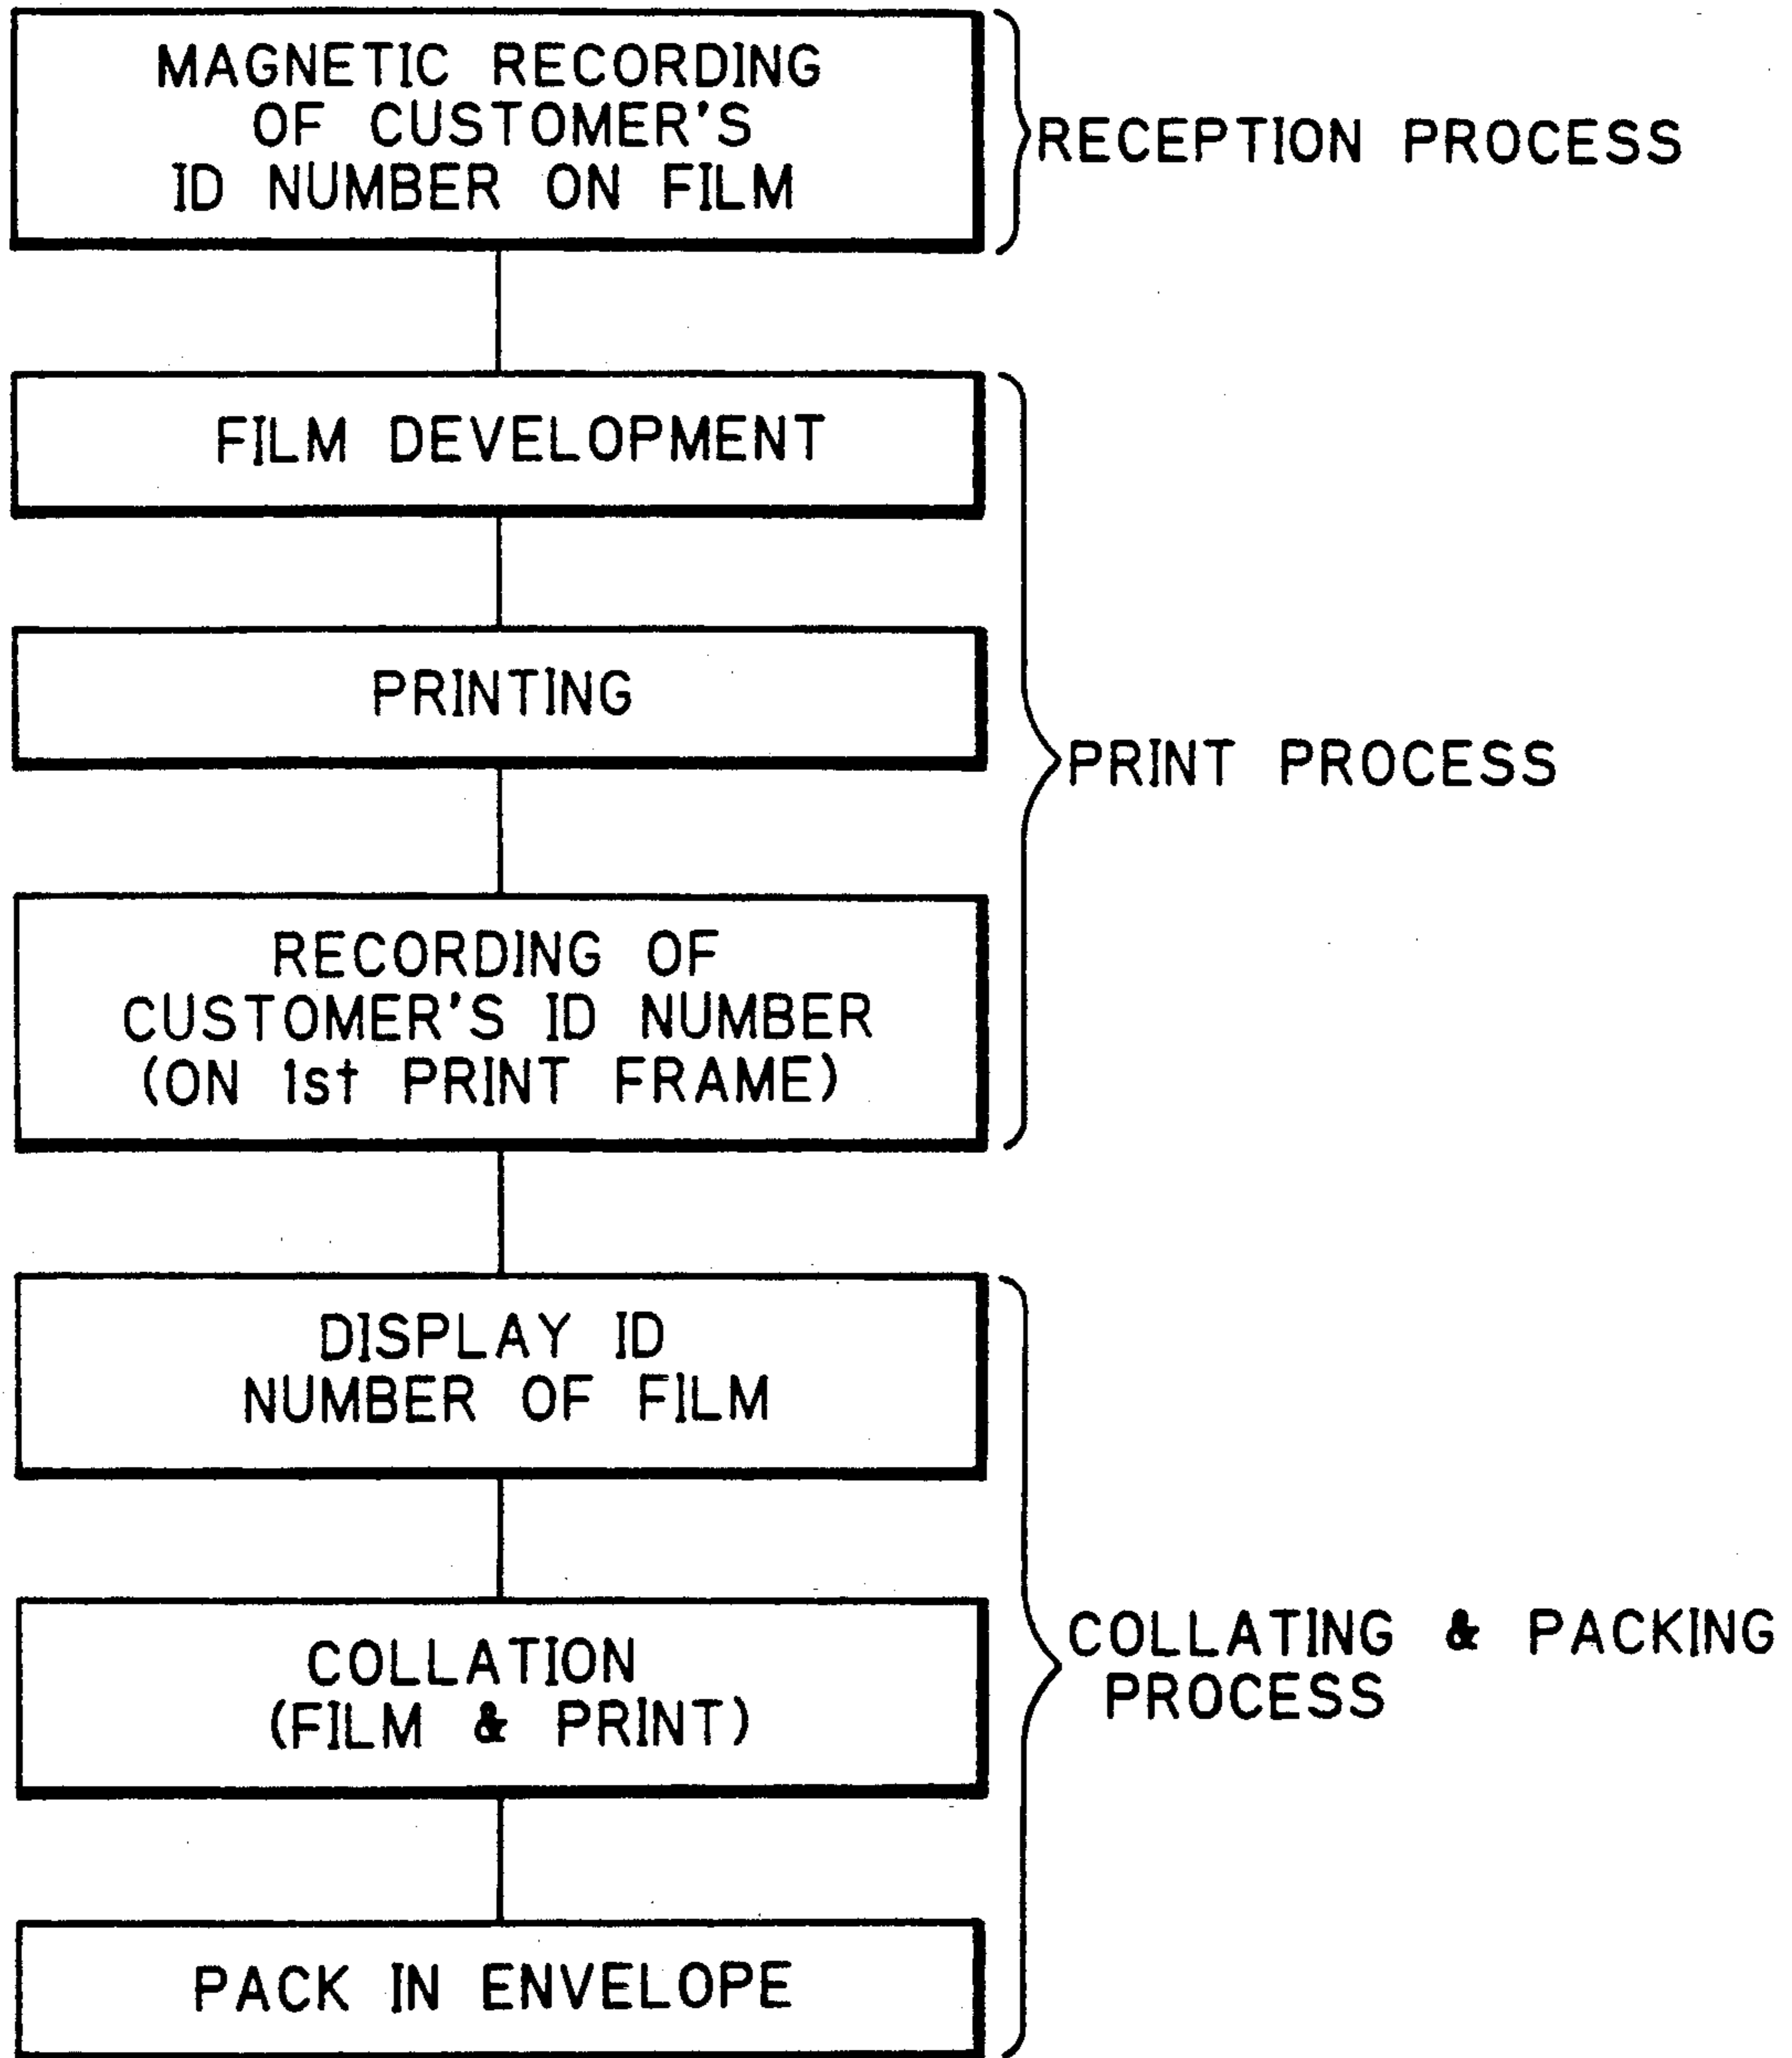 MAGNETIC RECORDING
OF CUSTOMER'S
ID NUMBER ON FILM
RECEPTION PROCESS
FILM DEVELOPMENT
PRINTING
PRINT PROCESS
RECORDING OF
CUSTOMER'S ID NUMBER
(ON 1st PRINT FRAME)
DISPLAY ID
NUMBER OF FILM
COLLATION
(FILM & PRINT)
COLLATING & PACKING
PROCESS
PACK IN ENVELOPE